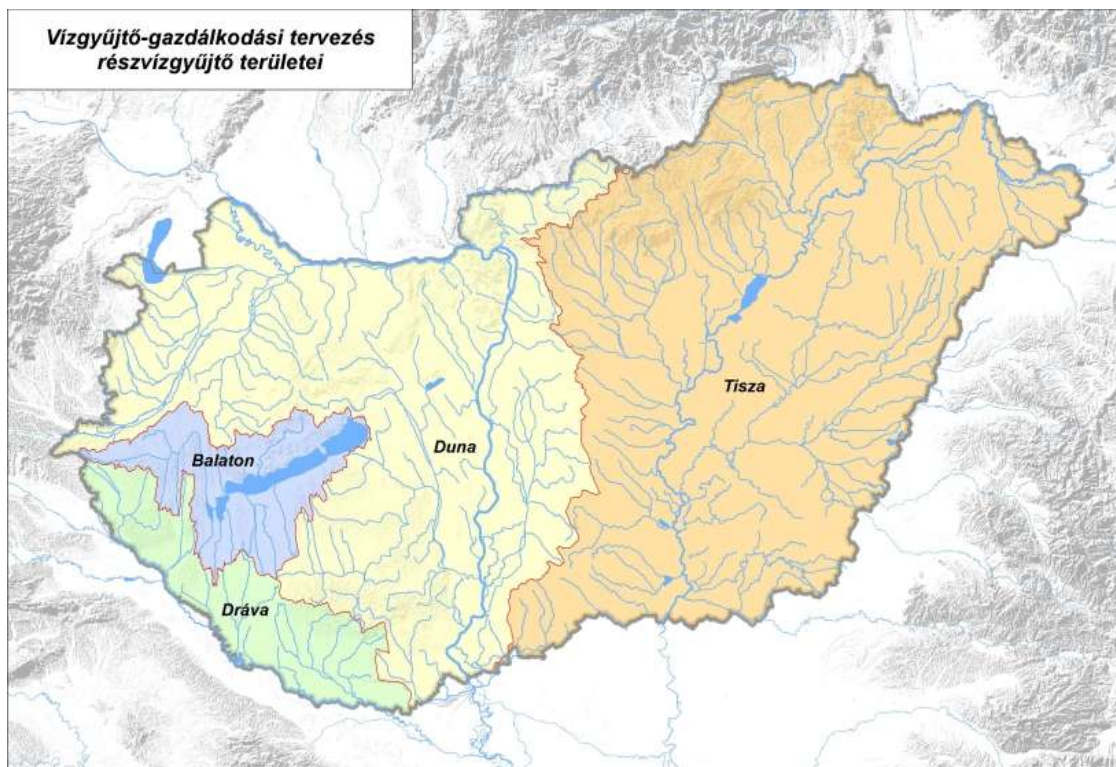 Vízgyűjtő-gazdálkodási tervezés
részvízgyűjtő területei
Tisza
Duna
Balaton
Dráva